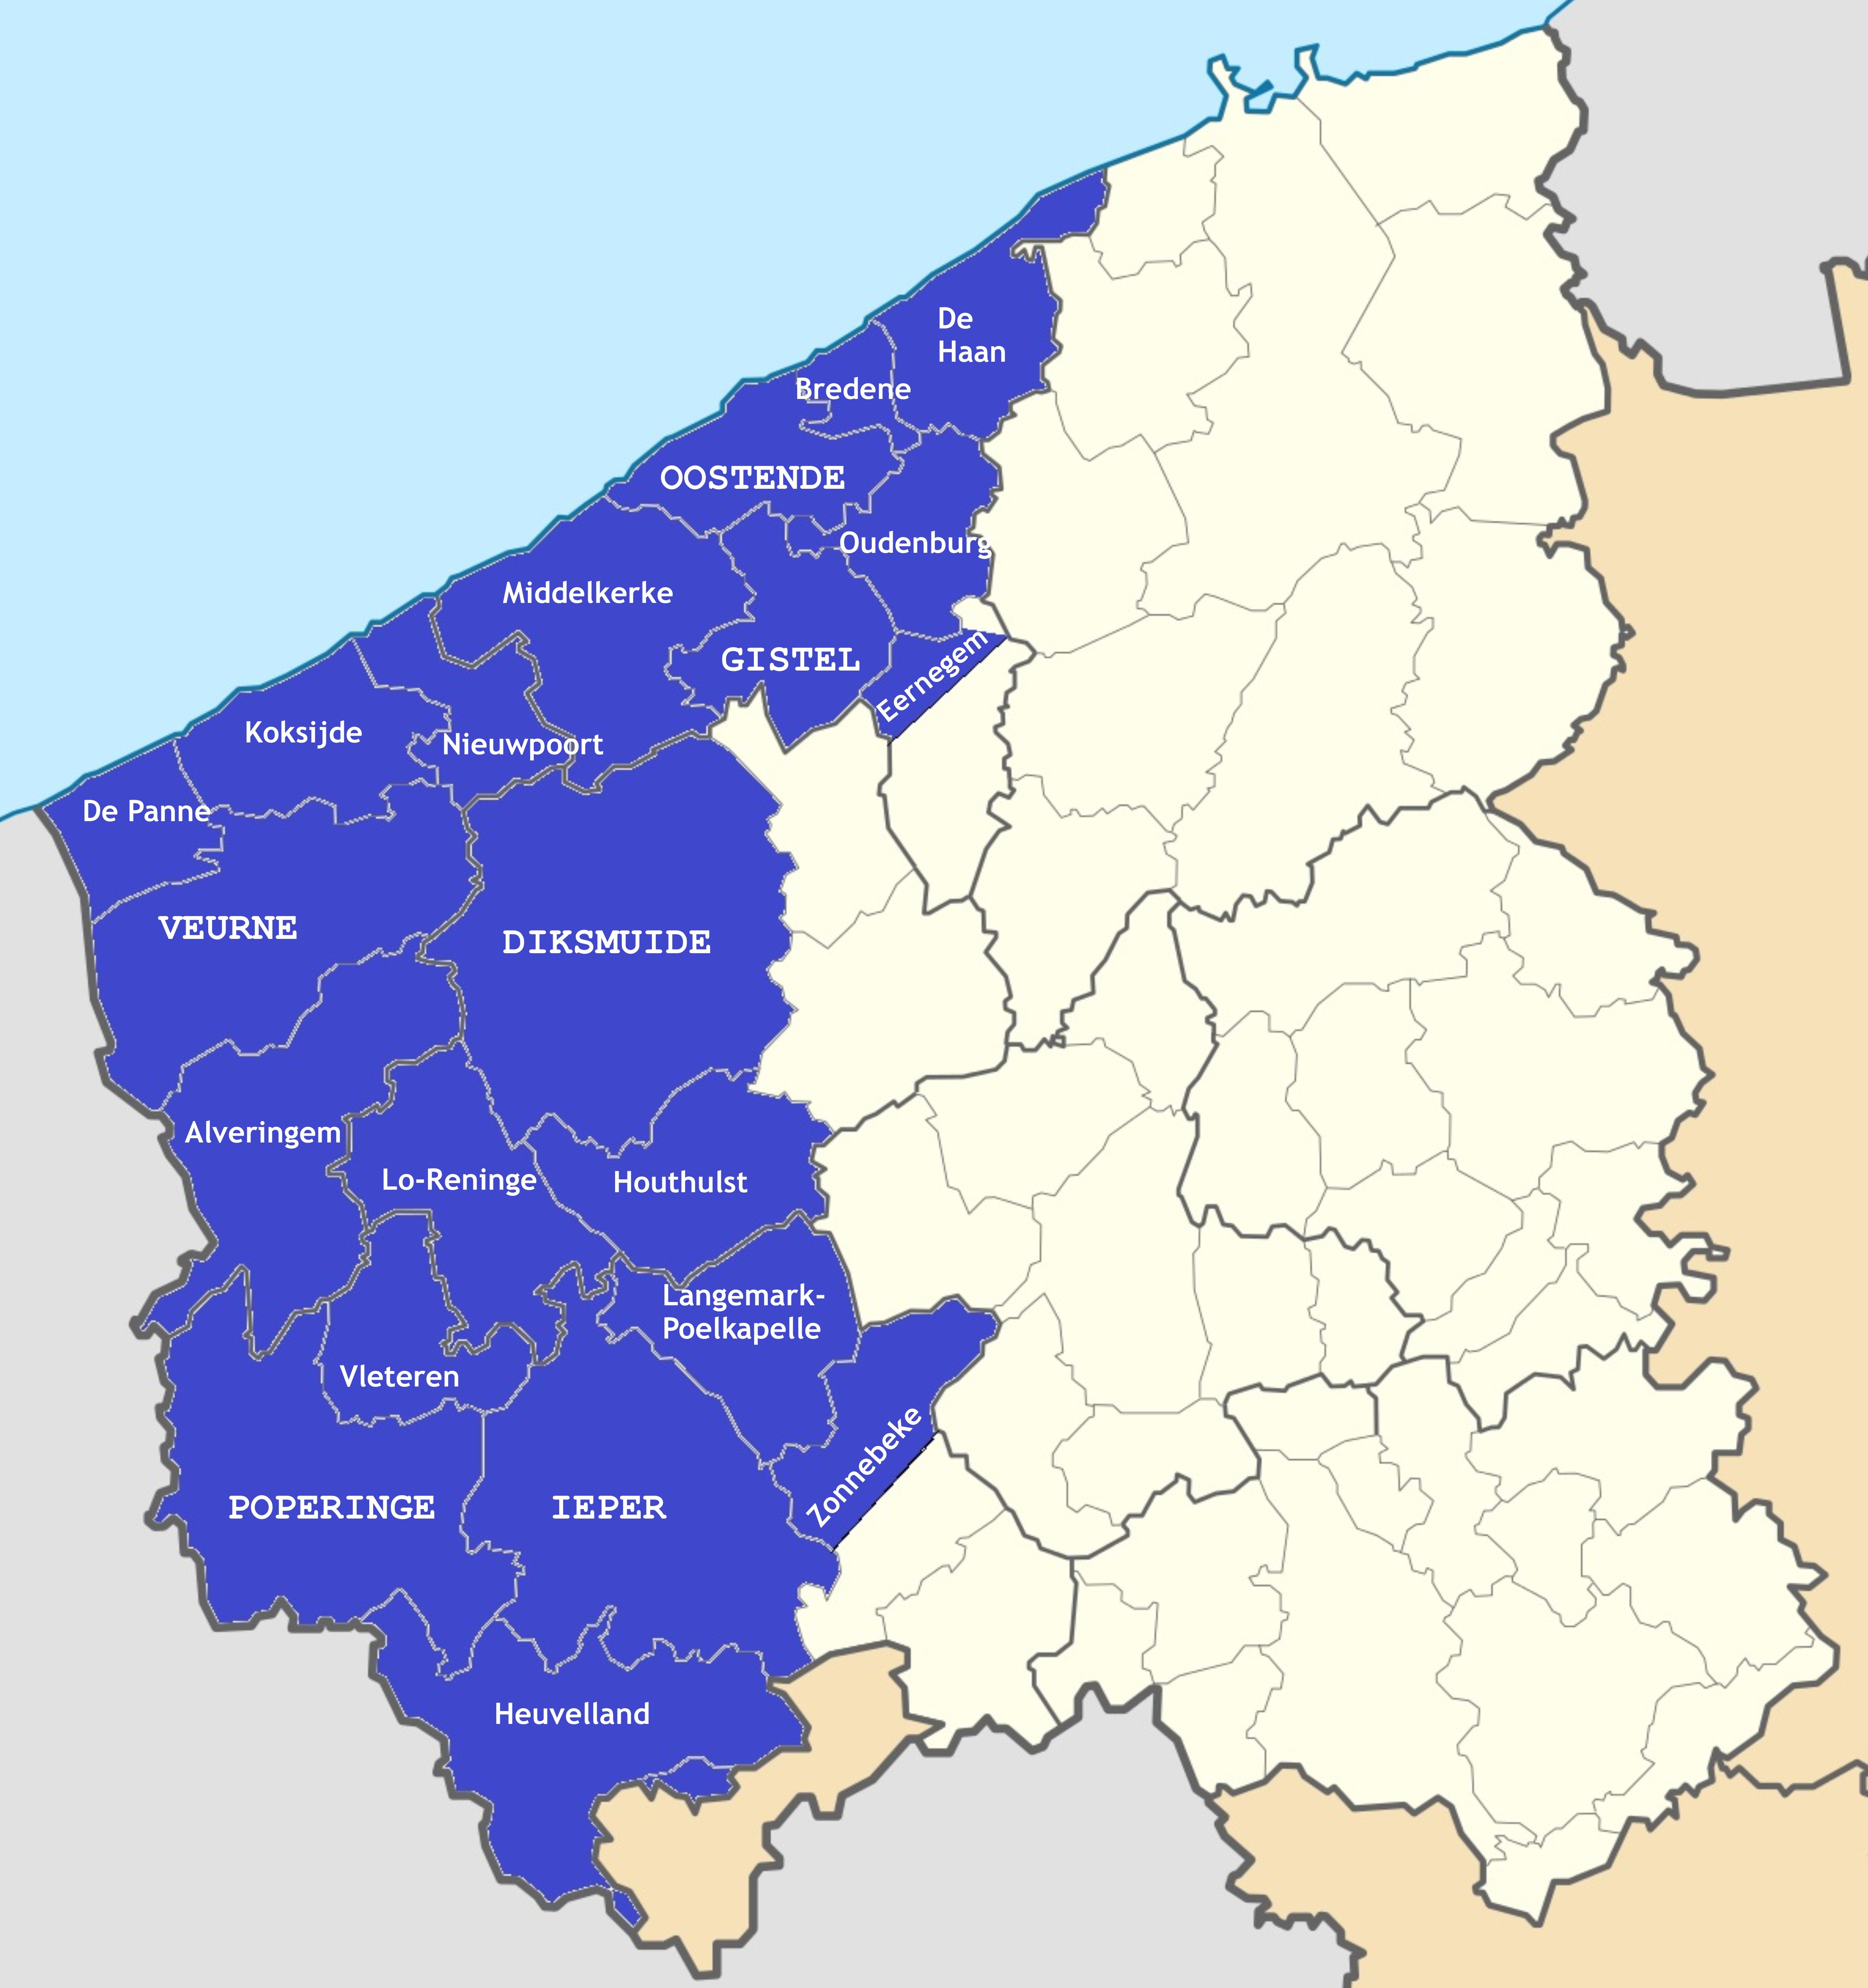 De
Haan
Bredene
OOSTENDE
Oudenburg
Middelkerke
GISTEL
Eernegem
Koksijde
Nieuwpoort
De Panne
VEURNE
DIKSMUIDE
Alveringem
Lo-Reninge
Houthulst
Langemark-
Poelkapelle
Vleteren
Zonnebeke
POPERINGE
IEPER
Heuvelland